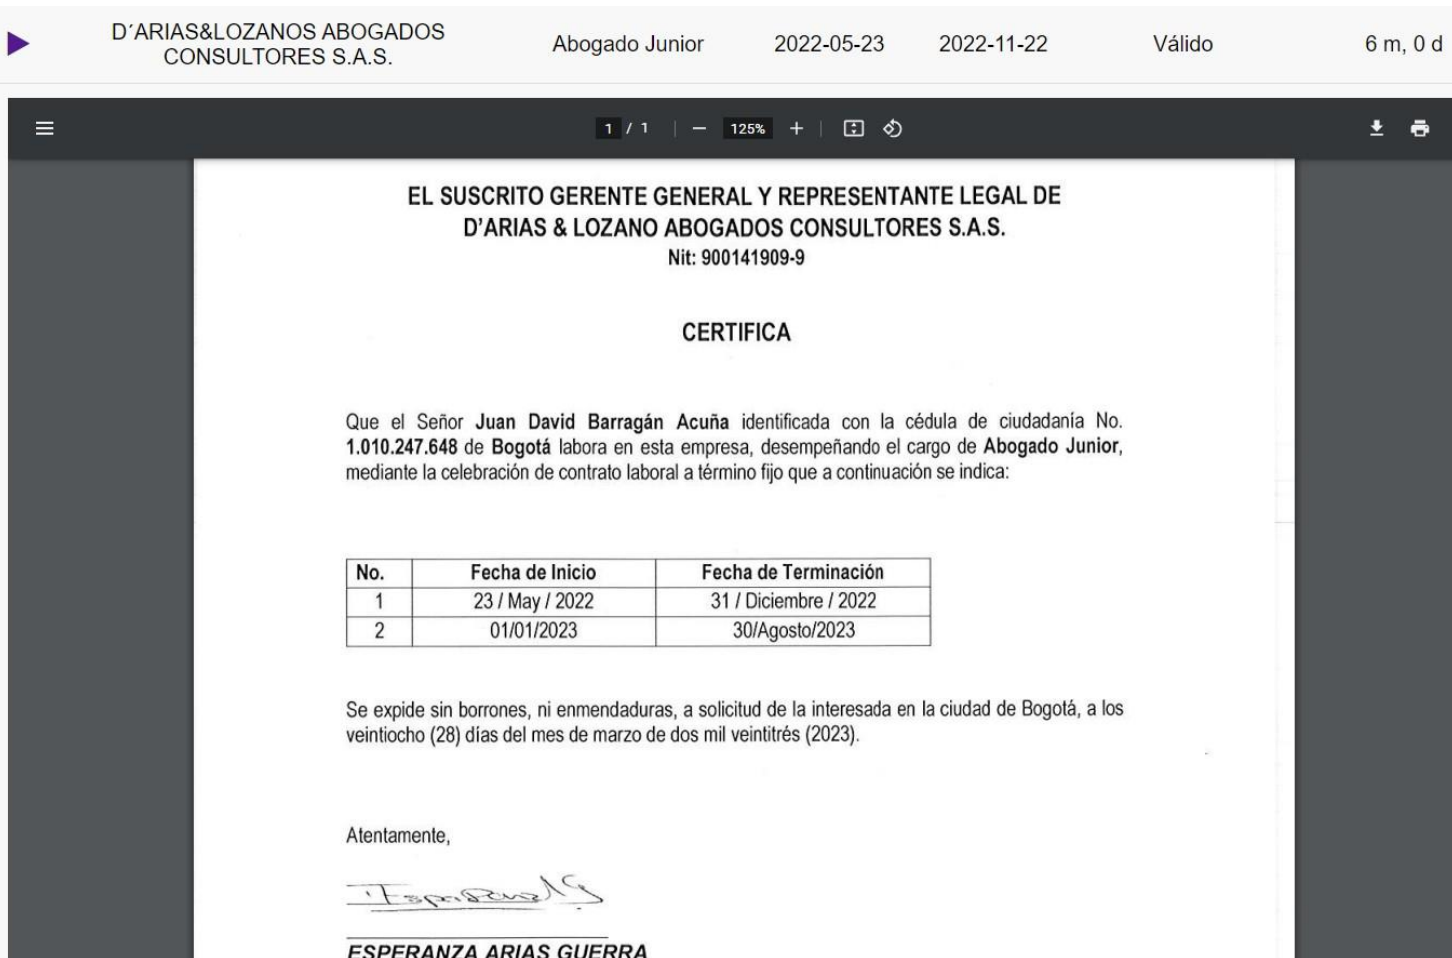 D´ARIAS&LOZANOS ABOGADOS
CONSULTORES S.A.S.
Abogado Junior 2022-05-23 2022-11-22 Válido 6 m, 0 d
1 / 1 125%
EL SUSCRITO GERENTE GENERAL Y REPRESENTANTE LEGAL DE
D'ARIAS & LOZANO ABOGADOS CONSULTORES S.A.S.
Nit: 900141909-9
CERTIFICA
Que el Señor Juan David Barragán Acuña identificada con la cédula de ciudadanía No.
1.010.247.648 de Bogotá labora en esta empresa, desempeñando el cargo de Abogado Junior,
mediante la celebración de contrato laboral a término fijo que a continuación se indica:
No. Fecha de Inicio Fecha de Terminación
1 23 / May / 2022 31 / Diciembre / 2022
2 01/01/2023 30/Agosto/2023
Se expide sin borrones, ni enmendaduras, a solicitud de la interesada en la ciudad de Bogotá, a los
veintiocho (28) días del mes de marzo de dos mil veintitrés (2023).
Atentamente,
ESPERANZA ARIAS GUERRA